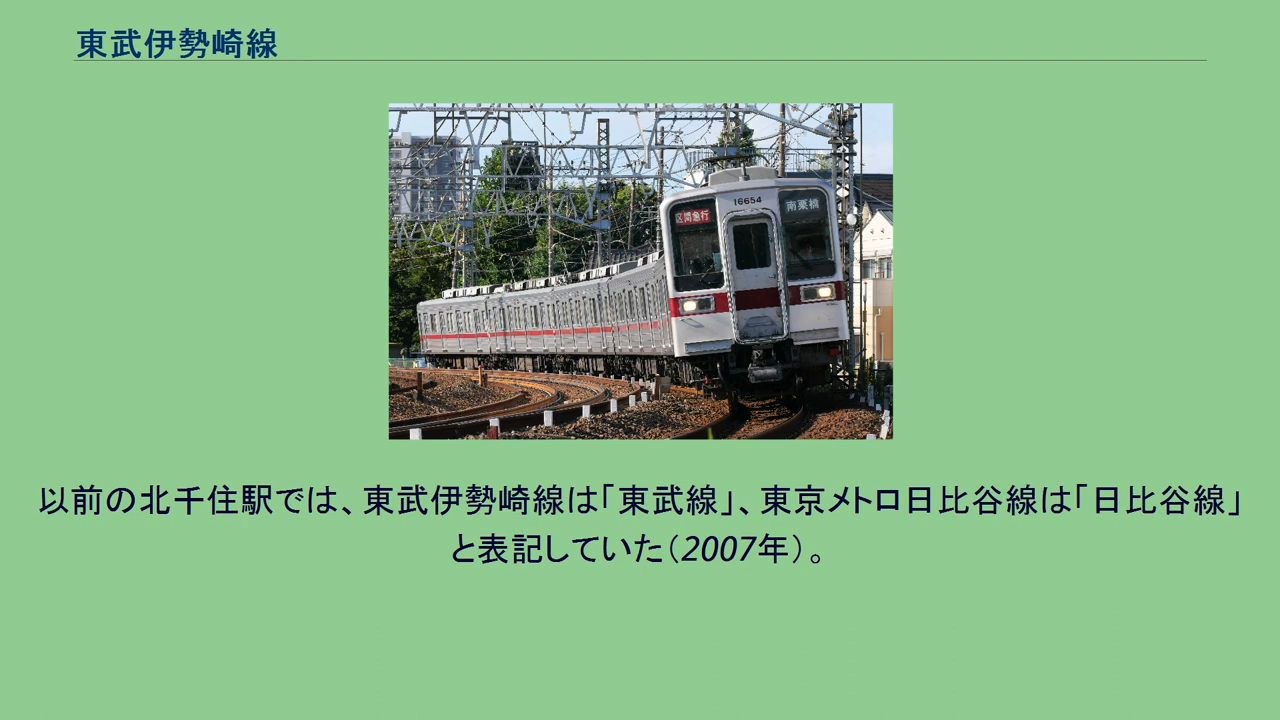 東武伊勢崎線
16654
区間急行
南栗橋
以前の北千住駅では、東武伊勢崎線は「東武線」、東京メトロ日比谷線は「日比谷線」
と表記していた（2007年）。